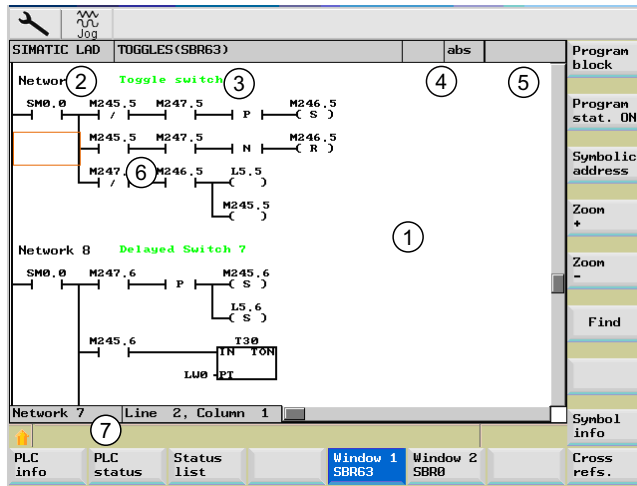 Jog
SIMATIC LAD TOGGLES(SBR63) abs
Program
block
② ③ ④ ⑤
Networ Toggle switch
SM0.0 M245.5 M247.5 M246.5
/ P S
Program
stat. ON
M245.5 M247.5 M246.5
N R
Symbolic
address
M247 M246.5 L5.5
/ ⑥
M245.5
Zoom
+
①
Network 8 Delayed Switch 7
Zoom
-
SM0.0 M247.6 M245.6
P S
L5.6
S
Find
M245.6 T30
IN TON
LW0 PT
Network 7 Line 2, Column 1
⑦
Symbol
info
PLC
info
PLC
status
Status
list
Window 1
SBR63
Window 2
SBR0
Cross
refs.